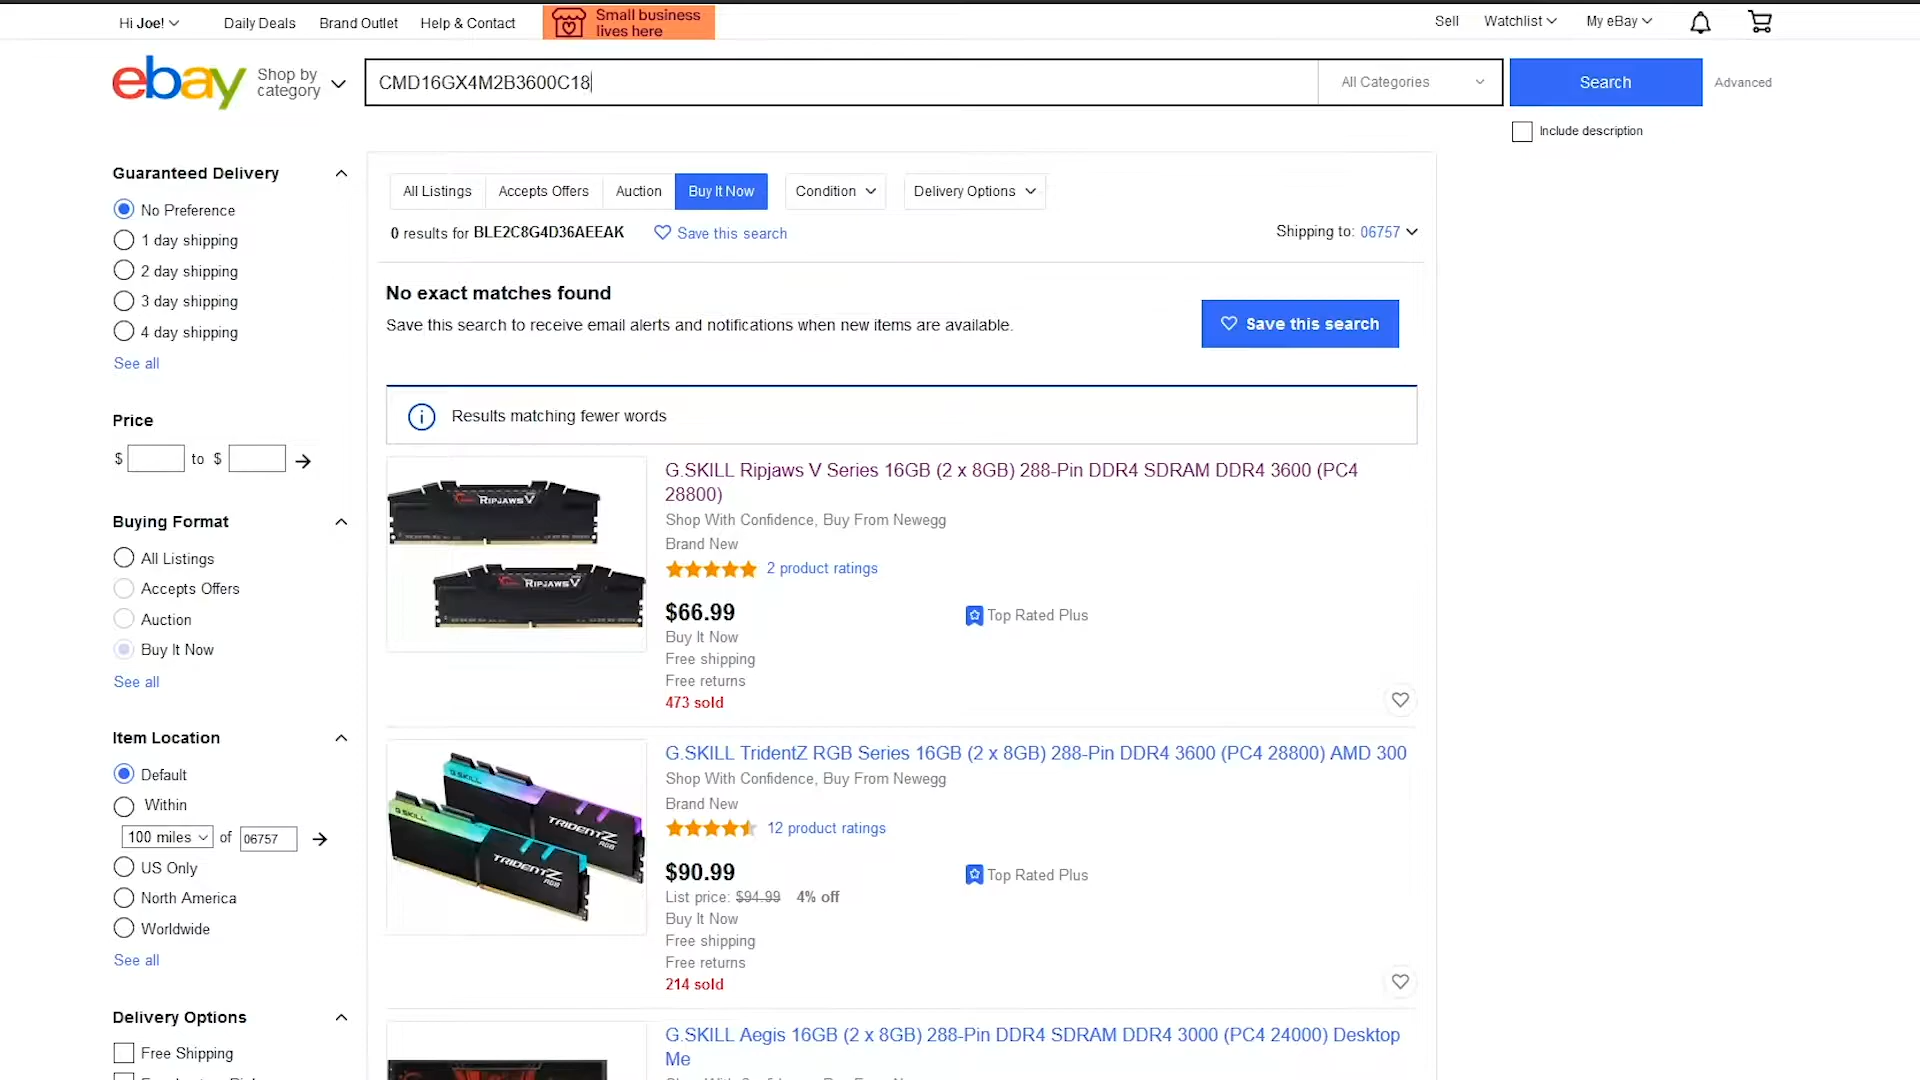 Hi Joe!
Daily Deals
Brand Outlet
Help & Contact
Small business
lives here
Sell
Watchlist
My eBay
ebay
Shop by
category
CMD16GX4M2B3600C18
All Categories
Search
Advanced
Include description
Guaranteed Delivery
No Preference
1 day shipping
2 day shipping
3 day shipping
4 day shipping
See all
Price
$ to $
Buying Format
All Listings
Accepts Offers
Auction
Buy It Now
See all
Item Location
Default
Within
100 miles of 06757
US Only
North America
Worldwide
See all
Delivery Options
Free Shipping
All Listings
Accepts Offers
Auction
Buy It Now
Condition
Delivery Options
0 results for BLE2C8G4D36AEEAK
Save this search
Shipping to: 06757
No exact matches found
Save this search to receive email alerts and notifications when new items are available.
Save this search
Results matching fewer words
RIPJAWS V
RIPJAWS V
G.SKILL Ripjaws V Series 16GB (2 x 8GB) 288-Pin DDR4 SDRAM DDR4 3600 (PC4
28800)
Shop With Confidence, Buy From Newegg
Brand New
2 product ratings
$66.99
Top Rated Plus
Buy It Now
Free shipping
Free returns
473 sold
G.SKILL
TRIDENTZ
RGB
G.SKILL
TRIDENTZ
RGB
G.SKILL TridentZ RGB Series 16GB (2 x 8GB) 288-Pin DDR4 3600 (PC4 28800) AMD 300
Shop With Confidence, Buy From Newegg
Brand New
12 product ratings
$90.99
Top Rated Plus
List price: $94.99 4% off
Buy It Now
Free shipping
Free returns
214 sold
G.SKILL Aegis 16GB (2 x 8GB) 288-Pin DDR4 SDRAM DDR4 3000 (PC4 24000) Desktop
Me